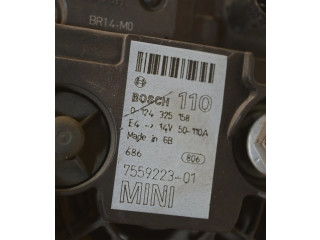 BR14-M0
BOSCH 110
0 124 325 158
E4 -> 14V 50-110A
Made in GB
686 806
7559223-01
MINI